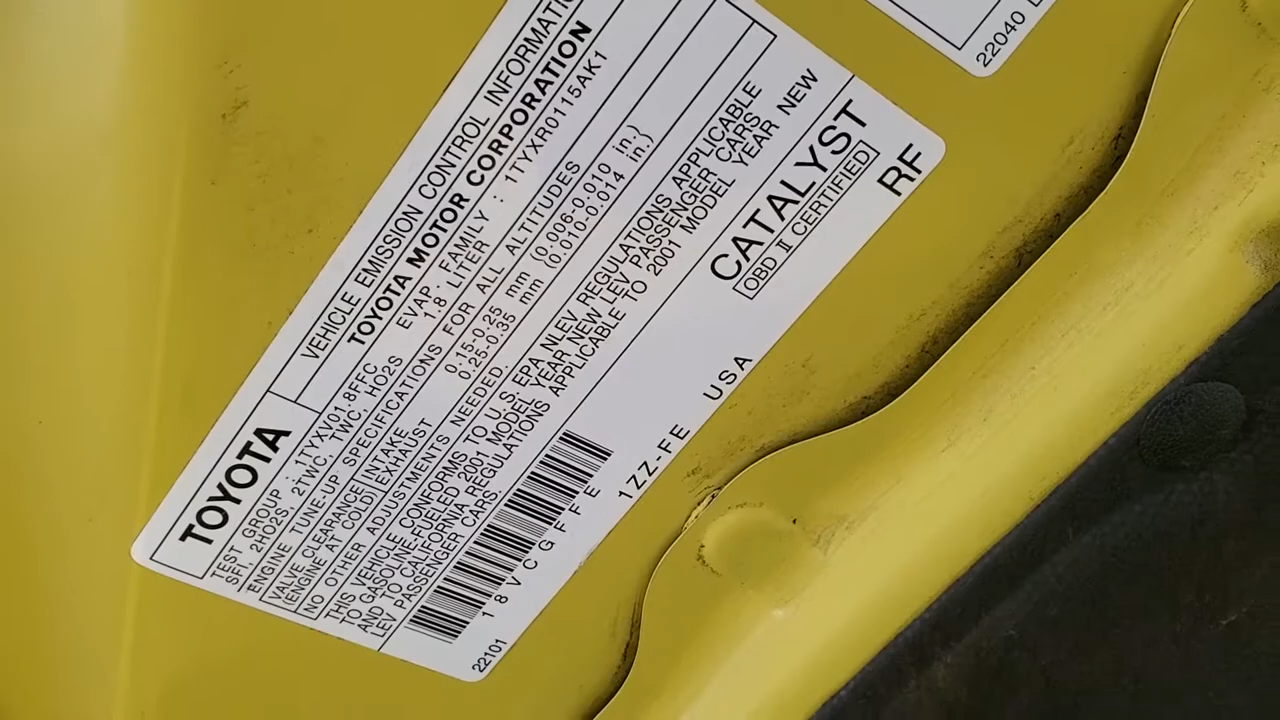 VEHICLE EMISSION CONTROL
TOYOTA
TOYOTA MOTOR CORPORATION
TEST GROUP : 1TYXV01.8FFC EVAP. FAMILY : 1TYXR0115AK1
SFI, 2HO2S, 2TWC, TWC, HO2S 1.8 LITER
ENGINE TUNE-UP SPECIFICATIONS FOR ALL ALTITUDES
VALVE CLEARANCE INTAKE 0.15-0.25 mm (0.006-0.010 in.)
(ENGINE AT COLD) EXHAUST 0.25-0.35 mm (0.010-0.014 in.)
NO OTHER ADJUSTMENTS NEEDED.
THIS VEHICLE CONFORMS TO U.S. EPA NLEV REGULATIONS APPLICABLE
TO GASOLINE-FUELED 2001 MODEL YEAR NEW LEV PASSENGER CARS
AND TO CALIFORNIA REGULATIONS APPLICABLE TO 2001 MODEL YEAR NEW
LEV PASSENGER CARS.
CATALYST
OBD II CERTIFIED
18VCGFFE
RF
22101
1ZZ-FE USA
22040